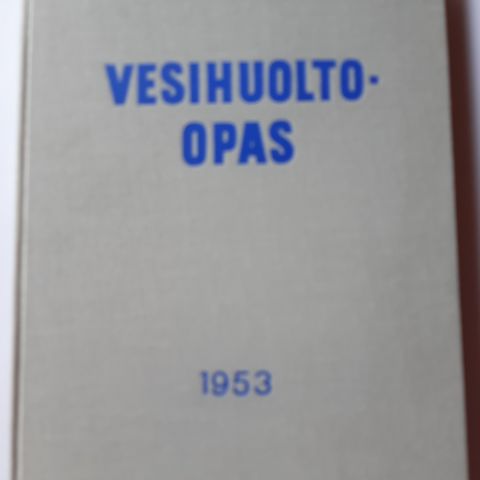 VESIHUOLTO-
OPAS
1953